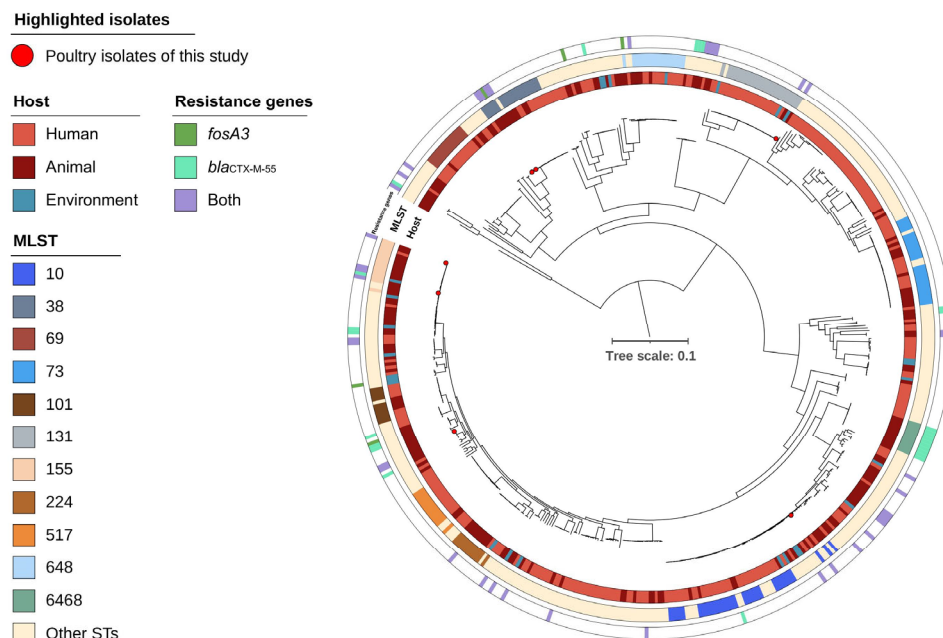 Highlighted isolates
Poultry isolates of this study
Host
Human
Animal
Environment
Resistance genes
fosA3
blaCTX-M-55
Both
MLST
10
38
69
73
101
131
155
224
517
648
6468
Other STs
Resistance genes
MLST
Host
Tree scale: 0.1